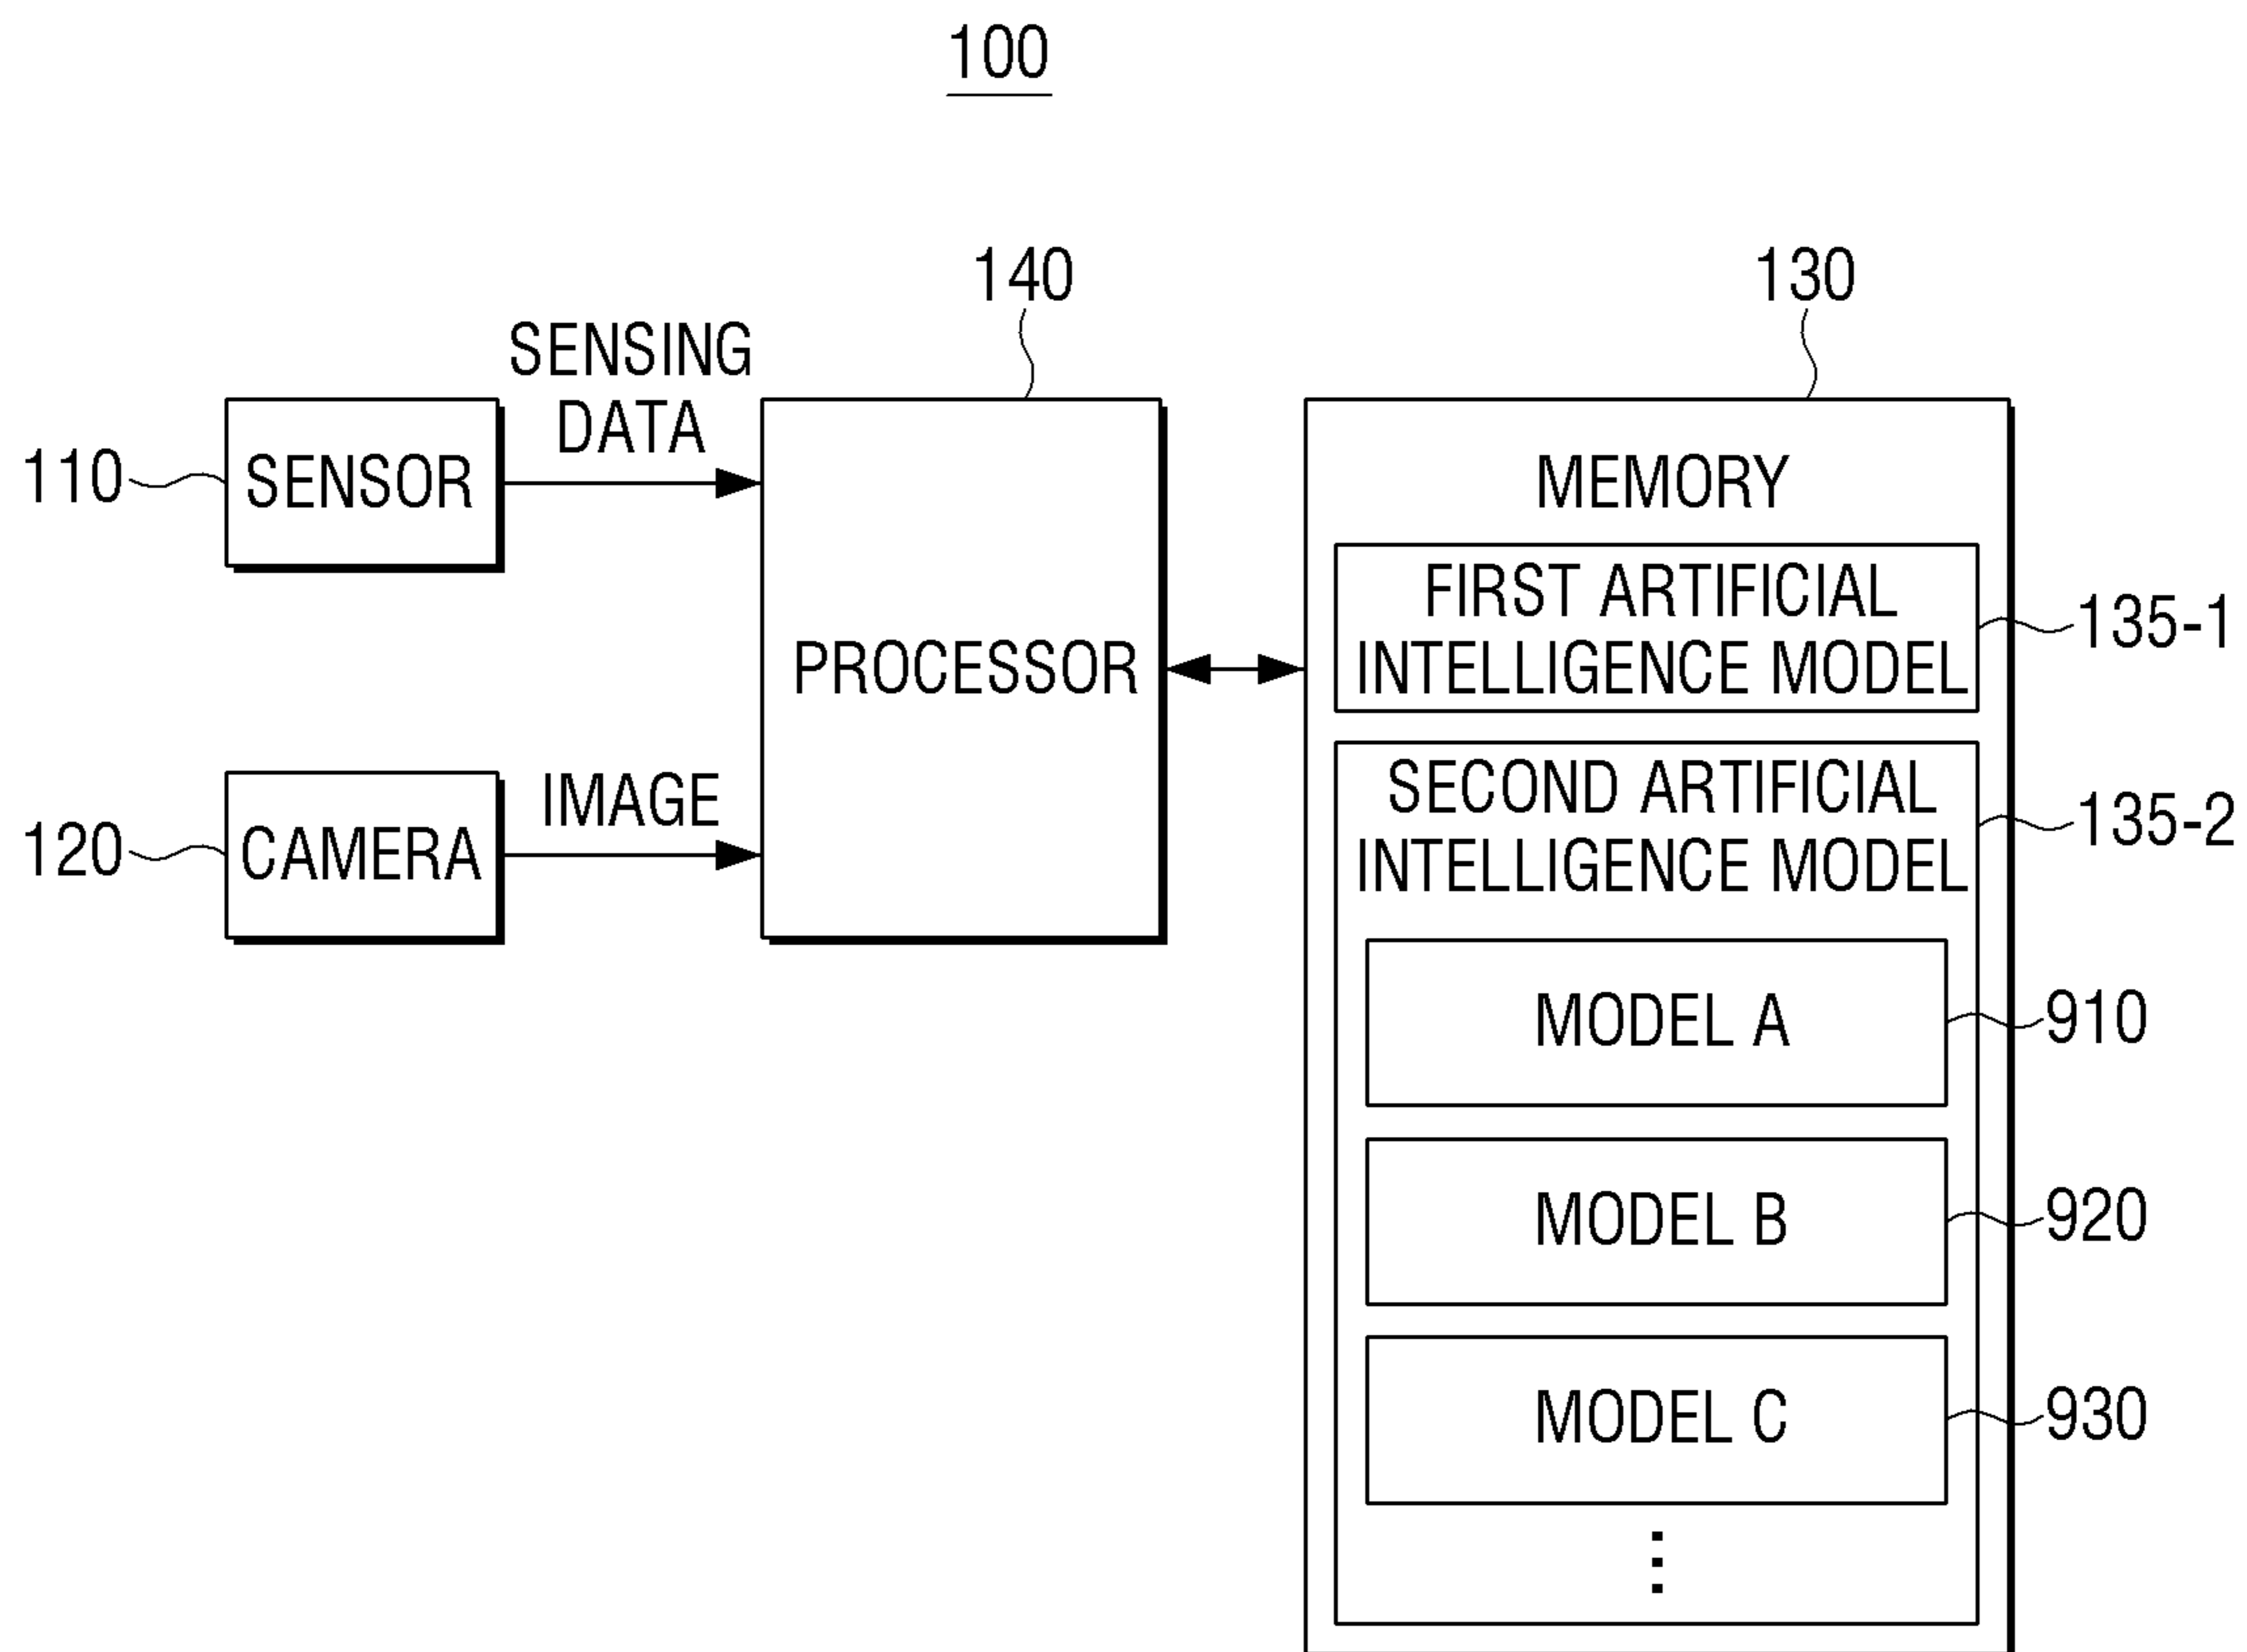 100
140
130
SENSING
DATA
110
SENSOR
MEMORY
FIRST ARTIFICIAL
INTELLIGENCE MODEL
135-1
PROCESSOR
SECOND ARTIFICIAL
INTELLIGENCE MODEL
135-2
IMAGE
120
CAMERA
MODEL A
910
MODEL B
920
MODEL C
930